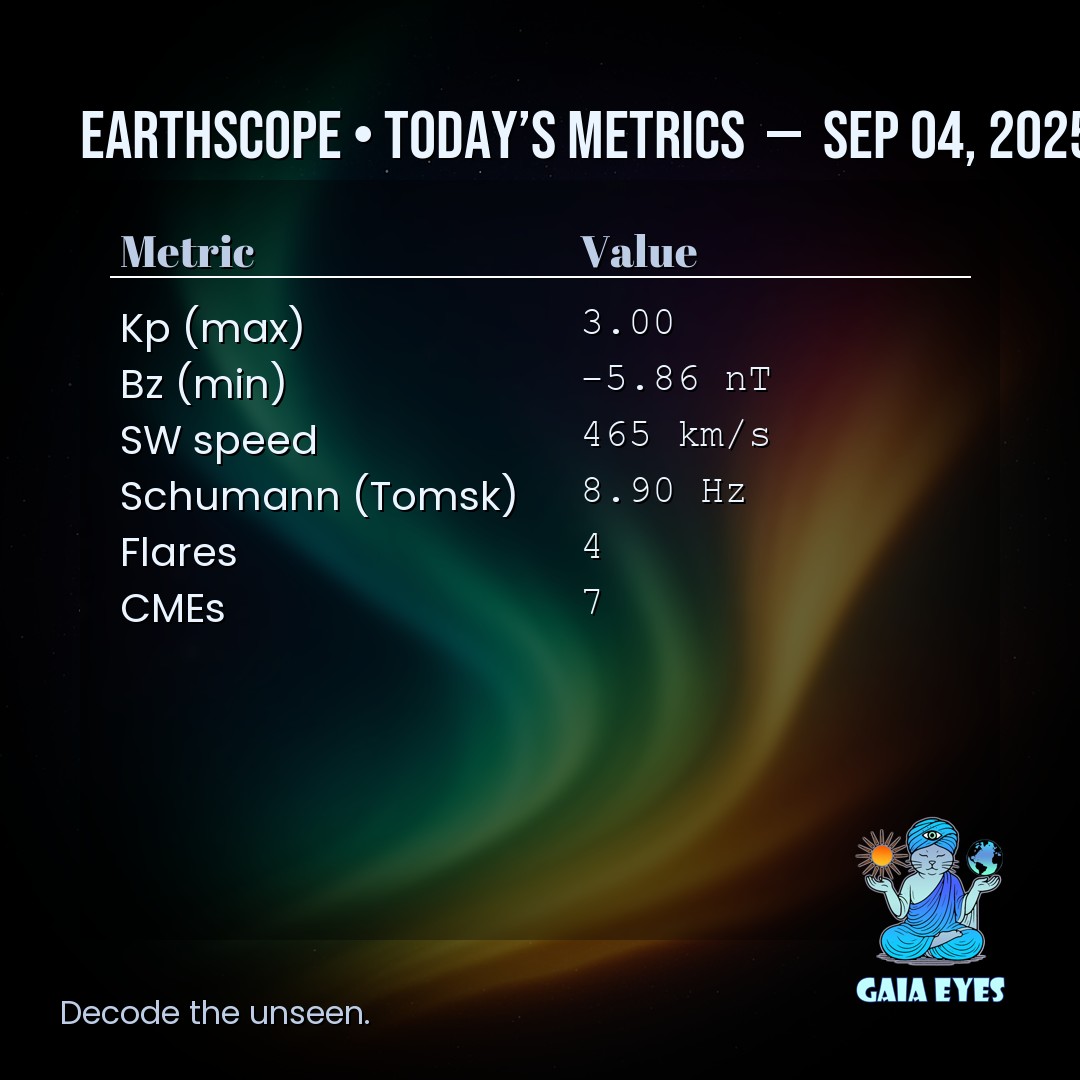 EARTHSCOPE • TODAY’S METRICS — SEP 04, 2025
Metric Value
Kp (max) 3.00
Bz (min) −5.86 nT
SW speed 465 km/s
Schumann (Tomsk) 8.90 Hz
Flares 4
CMEs 7
GAIA EYES
Decode the unseen.